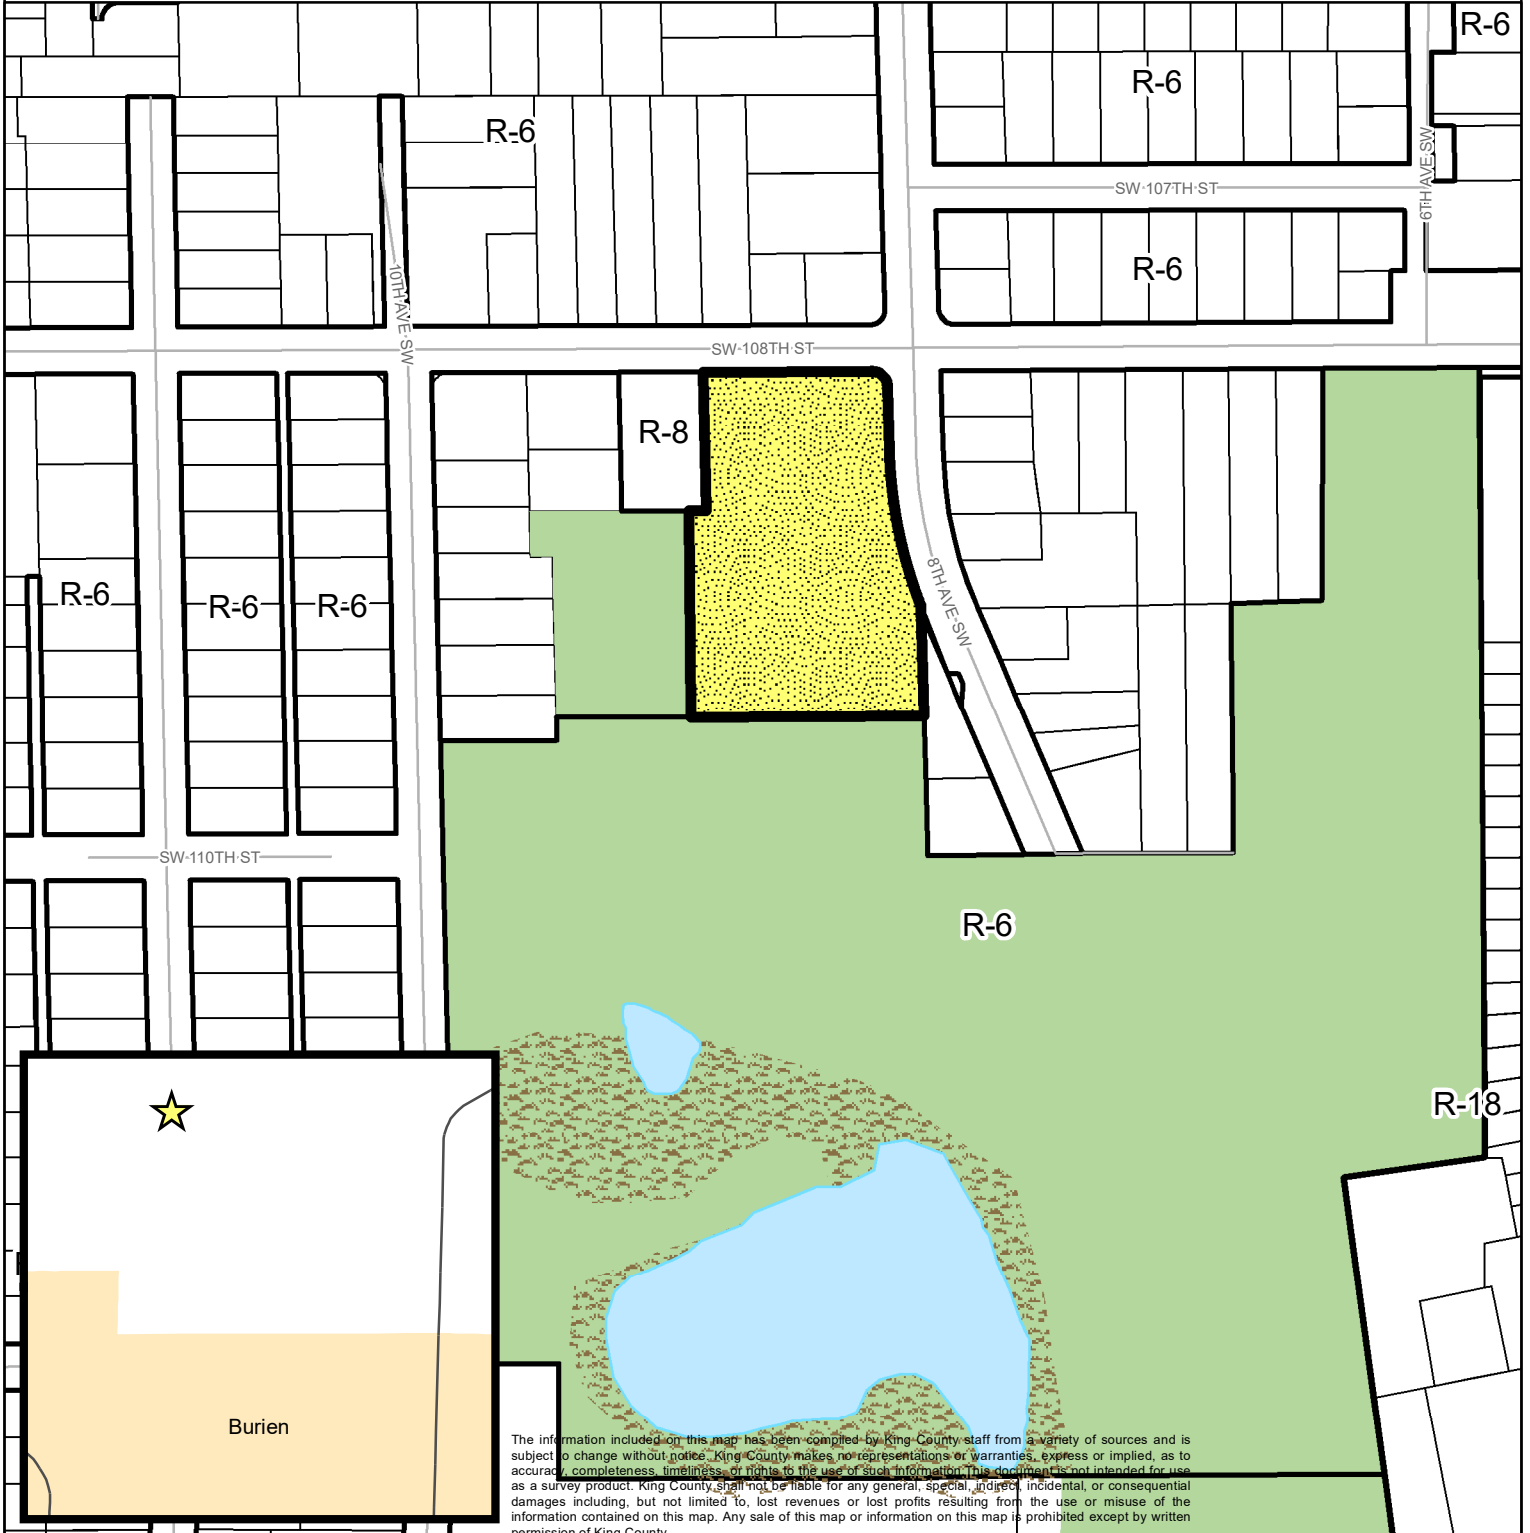 R-6
R-6
R-6
SW 107TH ST
6TH AVE SW
R-6
10TH AVE SW
SW 108TH ST
R-8
8TH AVE SW
R-6
R-6
R-6
SW 110TH ST
R-6
R-18
Burien
The information included on this map has been compiled by King County staff from a variety of sources and is
subject to change without notice. King County makes no representations or warranties, express or implied, as to
accuracy, completeness, timeliness, or rights to the use of such information. This document is not intended for use
as a survey product. King County shall not be liable for any general, special, indirect, incidental, or consequential
damages including, but not limited to, lost revenues or lost profits resulting from the use or misuse of the
information contained on this map. Any sale of this map or information on this map is prohibited except by written
permission of King County.